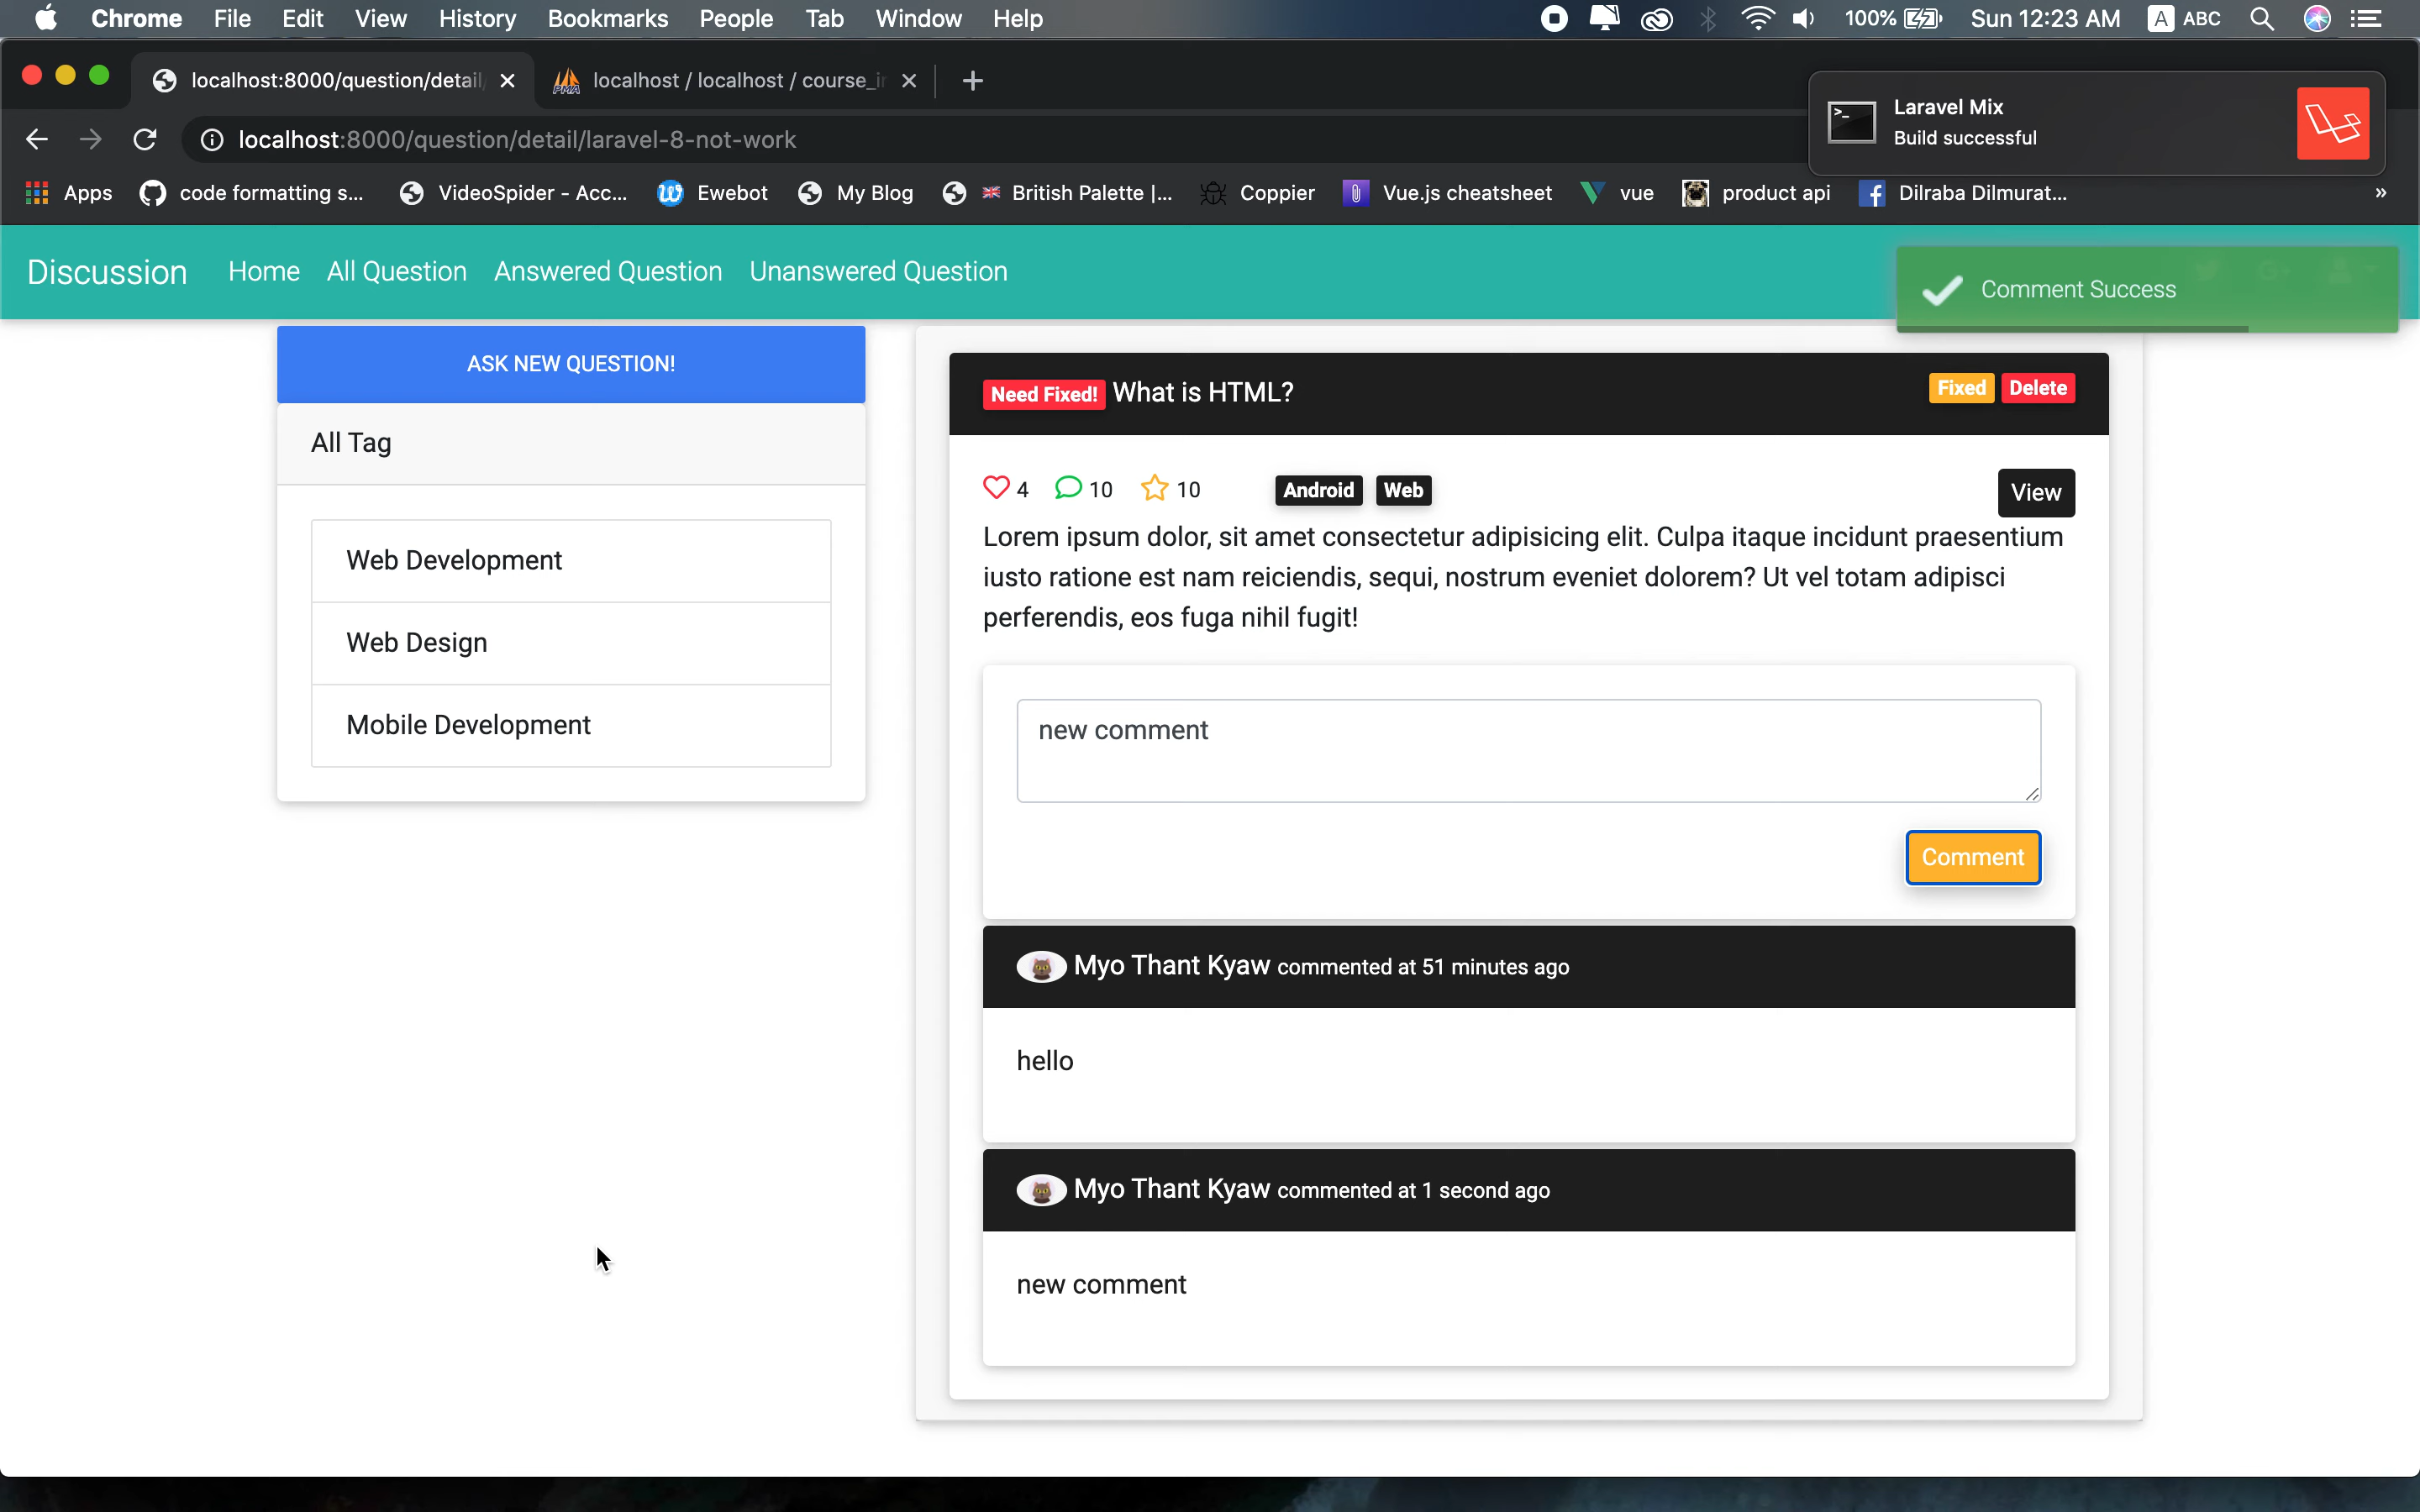 Chrome File Edit View History Bookmarks People Tab Window Help 100% Sun 12:23 AM A ABC
localhost:8000/question/detail localhost / localhost / course_i
Laravel Mix
Build successful
localhost:8000/question/detail/laravel-8-not-work
Apps code formatting s... VideoSpider - Acc... Ewebot My Blog British Palette |... Coppier Vue.js cheatsheet vue product api Dilraba Dilmurat... »
Discussion Home All Question Answered Question Unanswered Question
Comment Success
ASK NEW QUESTION!
All Tag
Web Development
Web Design
Mobile Development
Need Fixed! What is HTML? Fixed Delete
4 10 10 Android Web View
Lorem ipsum dolor, sit amet consectetur adipisicing elit. Culpa itaque incidunt praesentium
iusto ratione est nam reiciendis, sequi, nostrum eveniet dolorem? Ut vel totam adipisci
perferendis, eos fuga nihil fugit!
new comment
Comment
Myo Thant Kyaw commented at 51 minutes ago
hello
Myo Thant Kyaw commented at 1 second ago
new comment